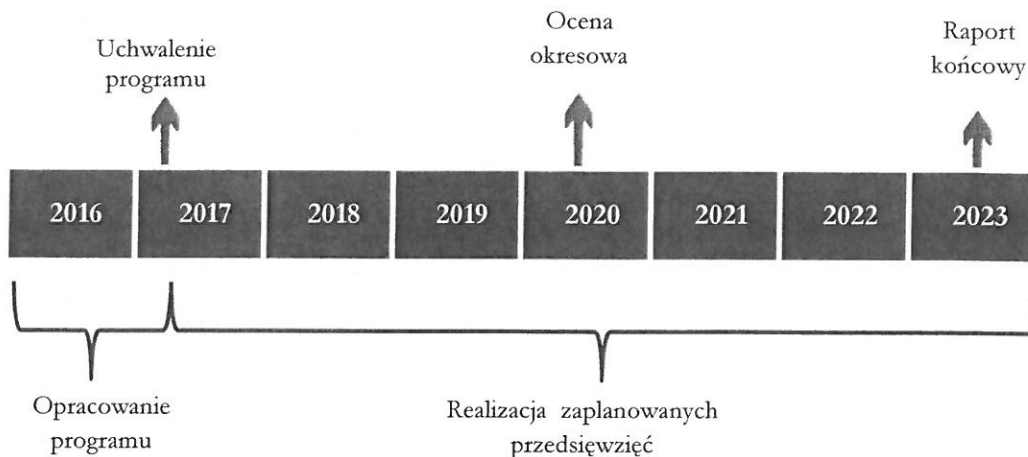 Uchwalenie
programu
Ocena
okresowa
Raport
końcowy
2016 2017 2018 2019 2020 2021 2022 2023
Opracowanie
programu
Realizacja zaplanowanych
przedsięwzięć